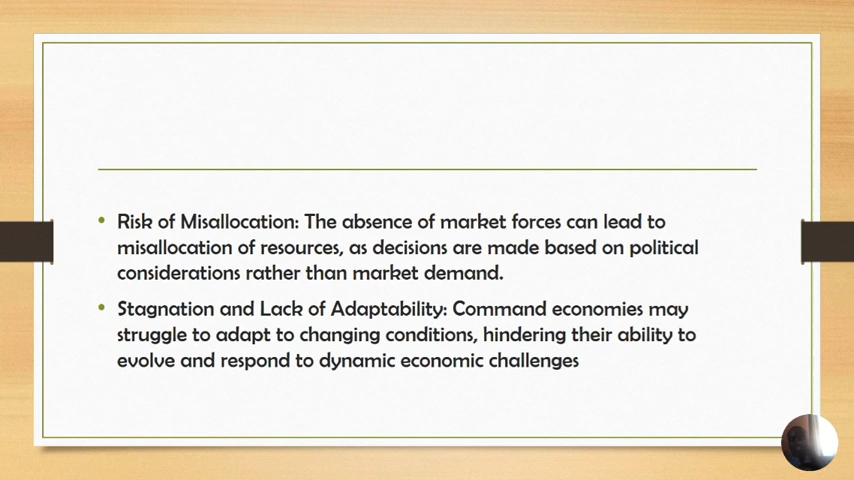 • Risk of Misallocation: The absence of market forces can lead to
misallocation of resources, as decisions are made based on political
considerations rather than market demand.
• Stagnation and Lack of Adaptability: Command economies may
struggle to adapt to changing conditions, hindering their ability to
evolve and respond to dynamic economic challenges